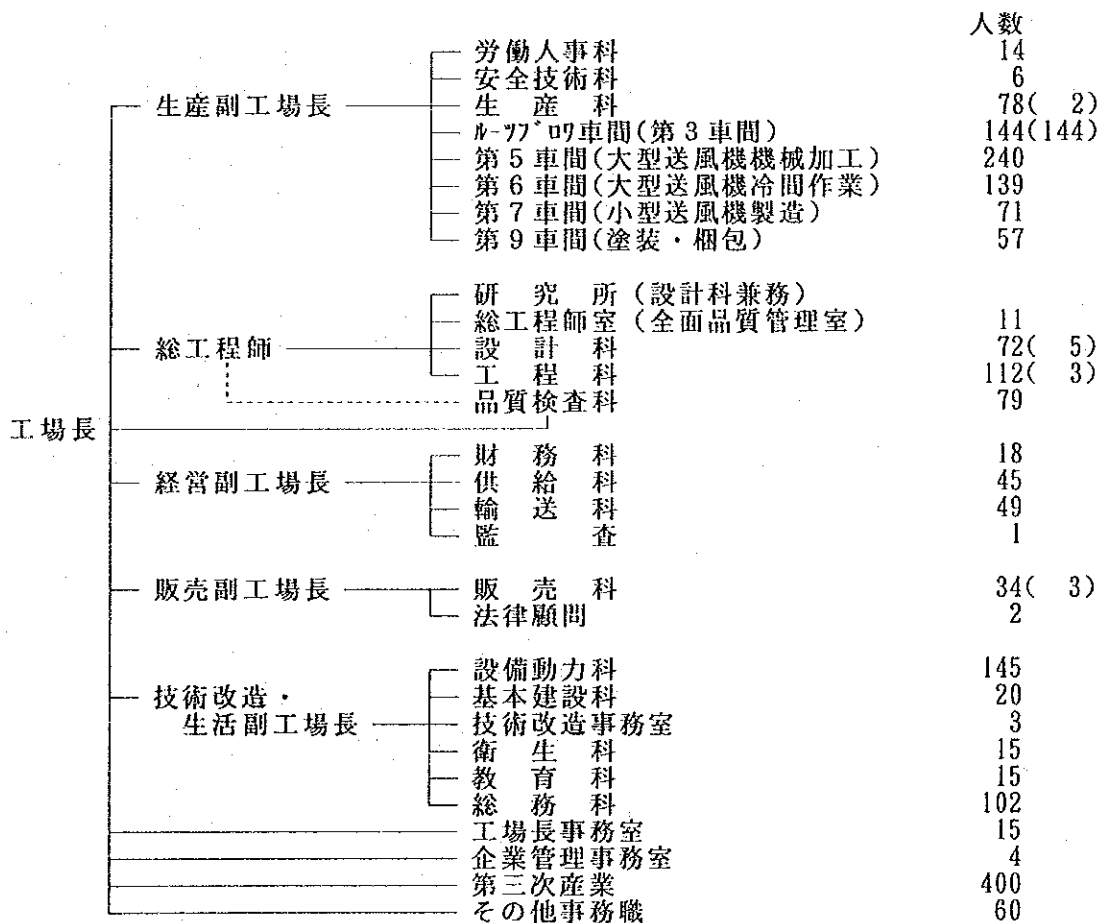 人数
労働人事科 14
安全技術科 6
生産副工場長 生産科 78( 2)
ﾙｰﾂﾌﾞﾛﾜ車間(第3車間) 144(144)
第5車間(大型送風機機械加工) 240
第6車間(大型送風機冷間作業) 139
第7車間(小型送風機製造) 71
第9車間(塗装・梱包) 57
研究所(設計科兼務)
総工程師室(全面品質管理室) 11
総工程師 設計科 72( 5)
工程科 112( 3)
品質検査科 79
工場長
財務科 18
経営副工場長 供給科 45
輸送科 49
監査 1
販売副工場長 販売科 34( 3)
法律顧問 2
設備動力科 145
技術改造・ 基本建設科 20
生活副工場長 技術改造事務室 3
衛生科 15
教育科 15
総務科 102
工場長事務室 15
企業管理事務室 4
第三次産業 400
その他事務職 60